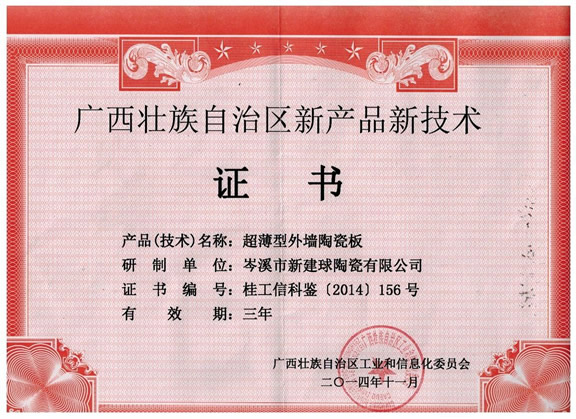 广西壮族自治区新产品新技术
证 书
产品(技术)名称：超薄型外墙陶瓷板
研 制 单 位：岑溪市新建球陶瓷有限公司
证 书 编 号：桂工信科鉴〔2014〕156 号
有 效 期：三年
广西壮族自治区工业和信息化委员会
二〇一四年十一月